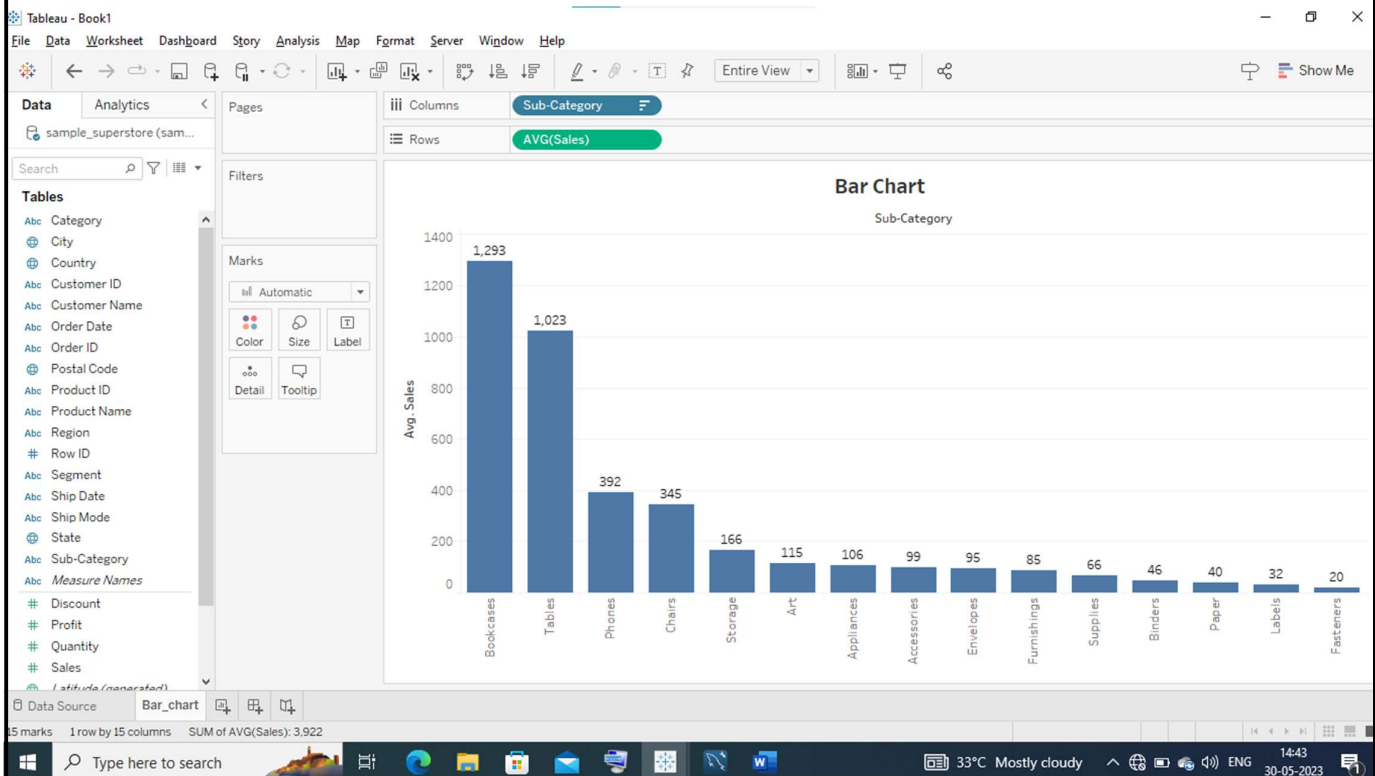 Tableau - Book1
File Data Worksheet Dashboard Story Analysis Map Format Server Window Help
Entire View
Show Me
Data Analytics
sample_superstore (sam...
Search
Tables
Abc Category
City
Country
Abc Customer ID
Abc Customer Name
Abc Order Date
Abc Order ID
Postal Code
Abc Product ID
Abc Product Name
Abc Region
# Row ID
Abc Segment
Abc Ship Date
Abc Ship Mode
State
Abc Sub-Category
Abc Measure Names
# Discount
# Profit
# Quantity
# Sales
Latitude (generated)
Pages
Filters
Marks
Automatic
Color Size Label
Detail Tooltip
Columns Sub-Category
Rows AVG(Sales)
Bar Chart
Sub-Category
Avg. Sales
1400
1200
1000
800
600
400
200
0
1,293
1,023
392
345
166
115
106
99
95
85
66
46
40
32
20
Bookcases
Tables
Phones
Chairs
Storage
Art
Appliances
Accessories
Envelopes
Furnishings
Supplies
Binders
Paper
Labels
Fasteners
Data Source Bar_chart
15 marks 1 row by 15 columns SUM of AVG(Sales): 3,922
Type here to search
33°C Mostly cloudy ENG
14:43
30-05-2023